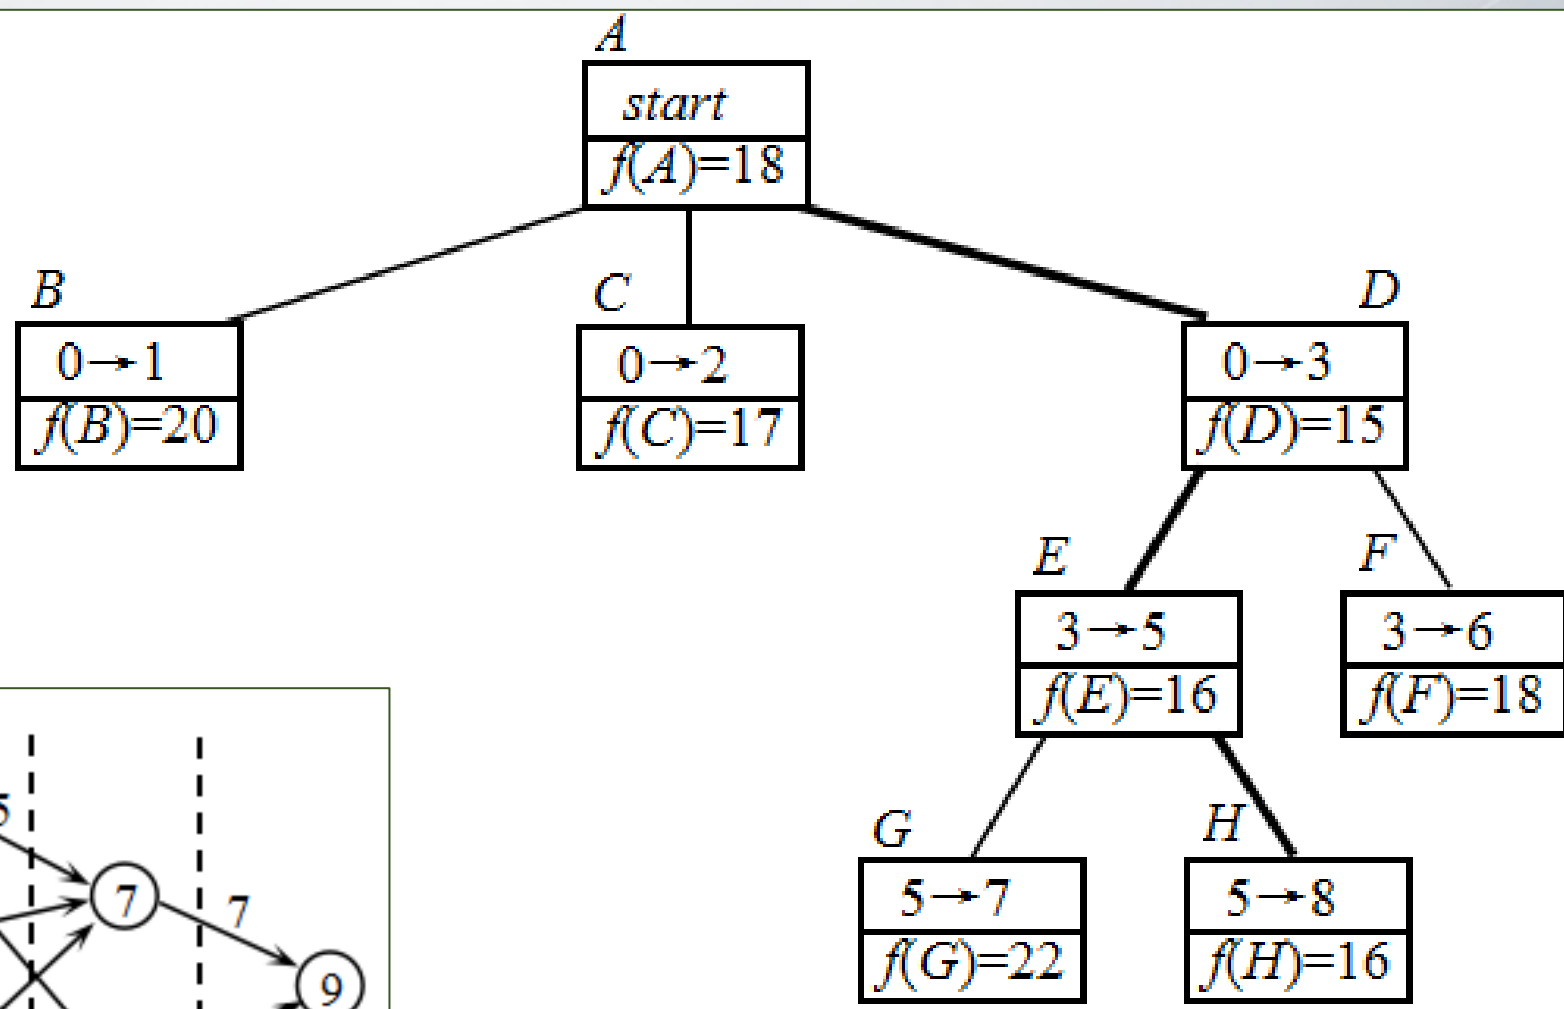 A
start
f(A)=18
B
C
D
0→1
0→2
0→3
f(B)=20
f(C)=17
f(D)=15
E
F
3→5
3→6
f(E)=16
f(F)=18
G
H
5→7
5→8
f(G)=22
f(H)=16
5
7
7
9